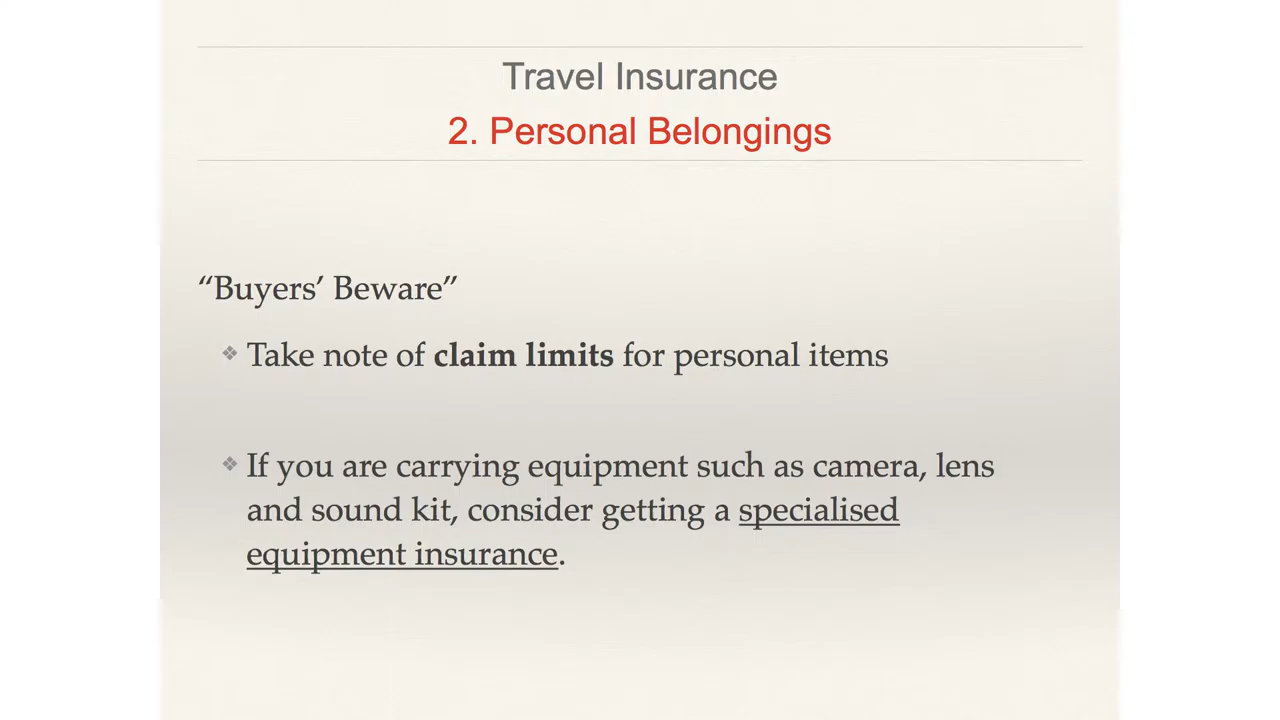 Travel Insurance
2. Personal Belongings
“Buyers’ Beware”
❖ Take note of claim limits for personal items
❖ If you are carrying equipment such as camera, lens
and sound kit, consider getting a specialised
equipment insurance.